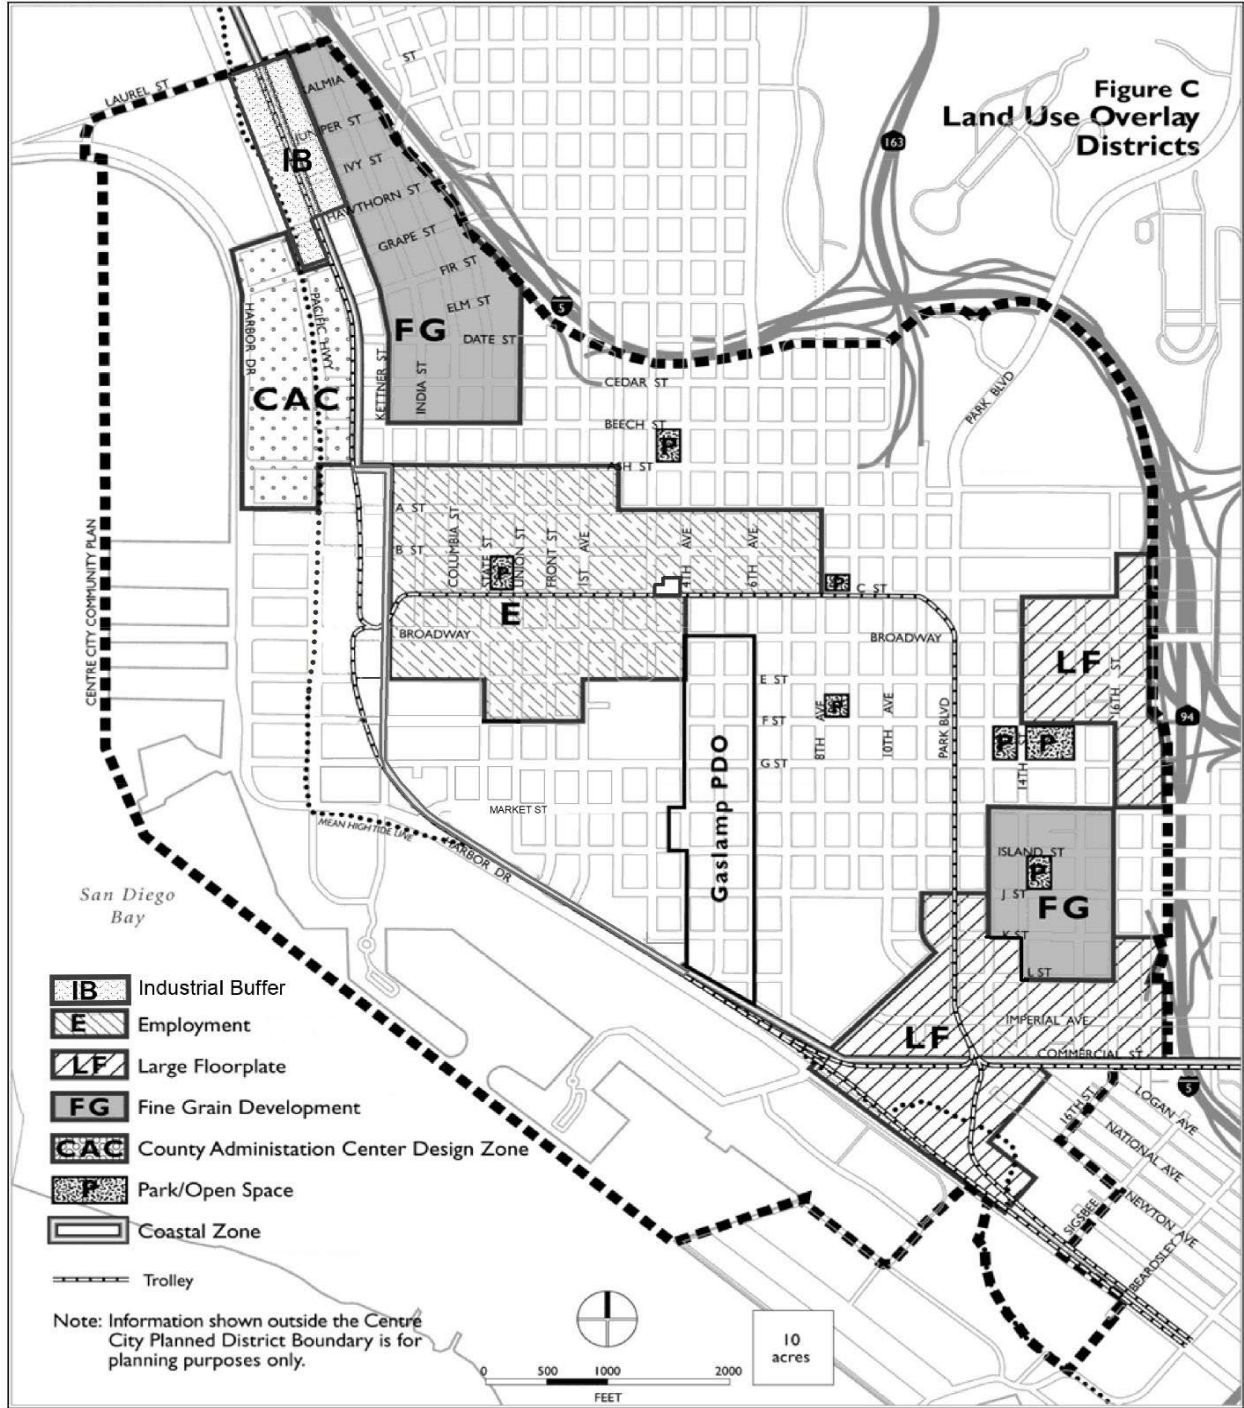 Figure C
Land Use Overlay
Districts
ST
LAUREL ST
KALMIA
JUNIPER ST
IB
IVY ST
HAWTHORN ST
GRAPE ST
FIR ST
ELM ST
163
5
HARBOR DR
PACIFIC HWY
FG
DATE ST
KETTNER ST
INDIA ST
CEDAR ST
CAC
PARK BLVD
BEECH ST
P
ASH ST
A ST
B ST
COLUMBIA ST
STATE ST
UNION ST
FRONT ST
1ST AVE
4TH AVE
6TH AVE
P
P
C ST
E
BROADWAY
BROADWAY
CENTRE CITY COMMUNITY PLAN
LF
16TH ST
E ST
F ST
G ST
8TH AVE
P
10TH AVE
PARK BLVD
94
P
P
14TH ST
Gaslamp PDO
MARKET ST
MEAN HIGH TIDE LINE
HARBOR DR
ISLAND ST
P
J ST
FG
K ST
L ST
San Diego
Bay
IMPERIAL AVE
LF
COMMERCIAL ST
5
16TH ST
LOGAN AVE
NATIONAL AVE
SIGSBEE
NEWTON AVE
BEARDSLEY
IB Industrial Buffer
E Employment
LF Large Floorplate
FG Fine Grain Development
CAC County Administation Center Design Zone
P Park/Open Space
Coastal Zone
Trolley
Note: Information shown outside the Centre
City Planned District Boundary is for
planning purposes only.
10
acres
0 500 1000 2000
FEET